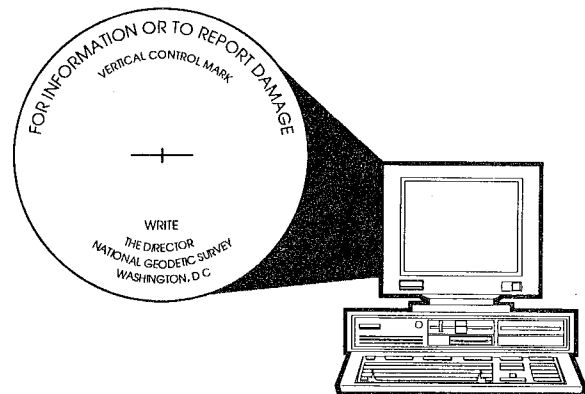 FOR INFORMATION OR TO REPORT DAMAGE
VERTICAL CONTROL MARK
WRITE
THE DIRECTOR
NATIONAL GEODETIC SURVEY
WASHINGTON, D C